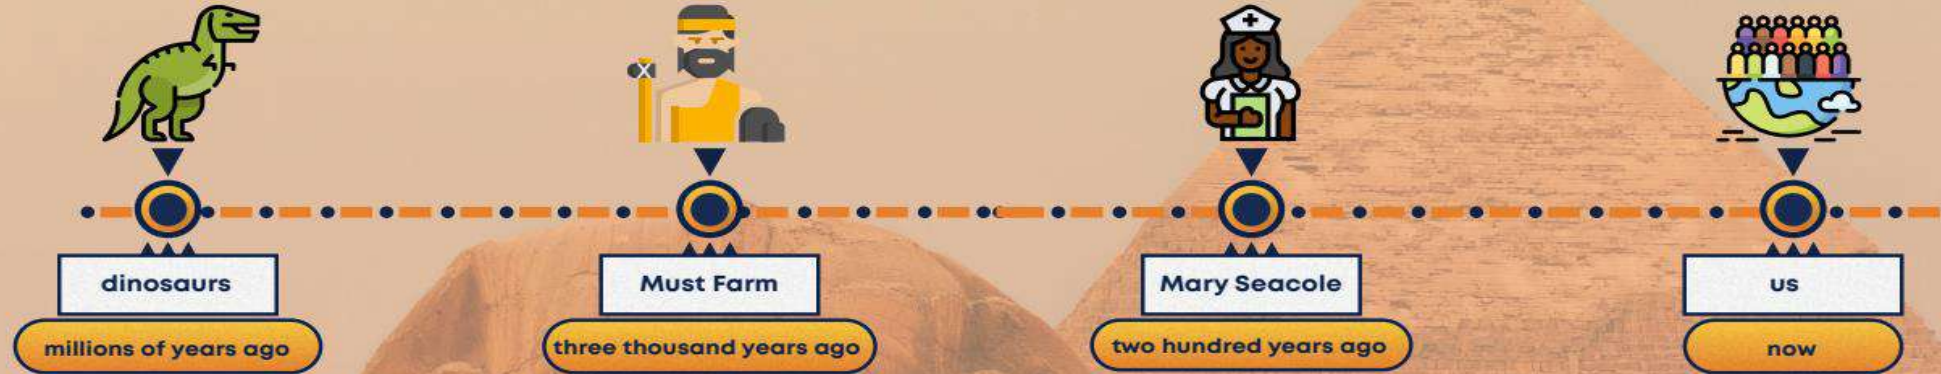 dinosaurs
millions of years ago
Must Farm
three thousand years ago
Mary Seacole
two hundred years ago
us
now